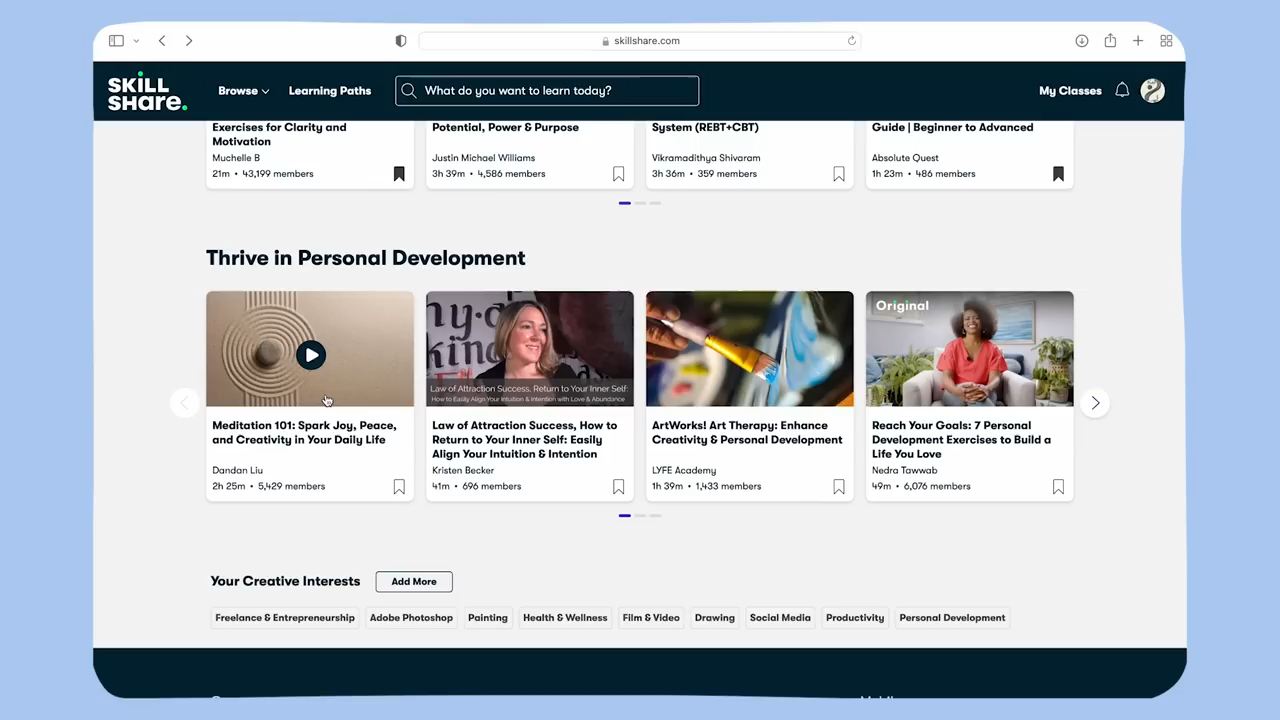 skillshare.com
SKILL
SHARE.
Browse
Learning Paths
What do you want to learn today?
My Classes
Exercises for Clarity and
Motivation
Muchelle B
21m • 43,199 members
Potential, Power & Purpose
Justin Michael Williams
3h 39m • 4,586 members
System (REBT+CBT)
Vikramadithya Shivaram
3h 36m • 359 members
Guide | Beginner to Advanced
Absolute Quest
1h 23m • 486 members
Thrive in Personal Development
Meditation 101: Spark Joy, Peace,
and Creativity in Your Daily Life
Dandan Liu
2h 25m • 5,429 members
Law of Attraction Success, Return to Your Inner Self:
How to Easily Align Your Intuition & Intention with Love & Abundance
Law of Attraction Success, How to
Return to Your Inner Self: Easily
Align Your Intuition & Intention
Kristen Becker
41m • 696 members
ArtWorks! Art Therapy: Enhance
Creativity & Personal Development
LYFE Academy
1h 39m • 1,433 members
Original
Reach Your Goals: 7 Personal
Development Exercises to Build a
Life You Love
Nedra Tawwab
49m • 6,076 members
Your Creative Interests
Add More
Freelance & Entrepreneurship
Adobe Photoshop
Painting
Health & Wellness
Film & Video
Drawing
Social Media
Productivity
Personal Development